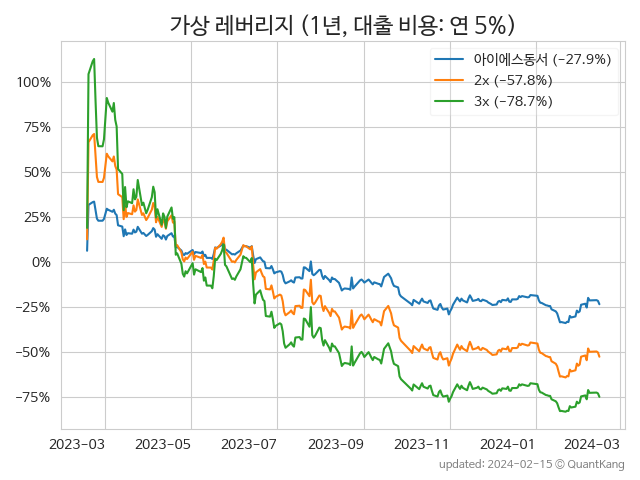 가상 레버리지 (1년, 대출 비용: 연 5%)
아이에스동서 (−27.9%)
2x (−57.8%)
3x (−78.7%)
100%
75%
50%
25%
0%
−25%
−50%
−75%
2023-03 2023-05 2023-07 2023-09 2023-11 2024-01 2024-03
updated: 2024-02-15 © QuantKang